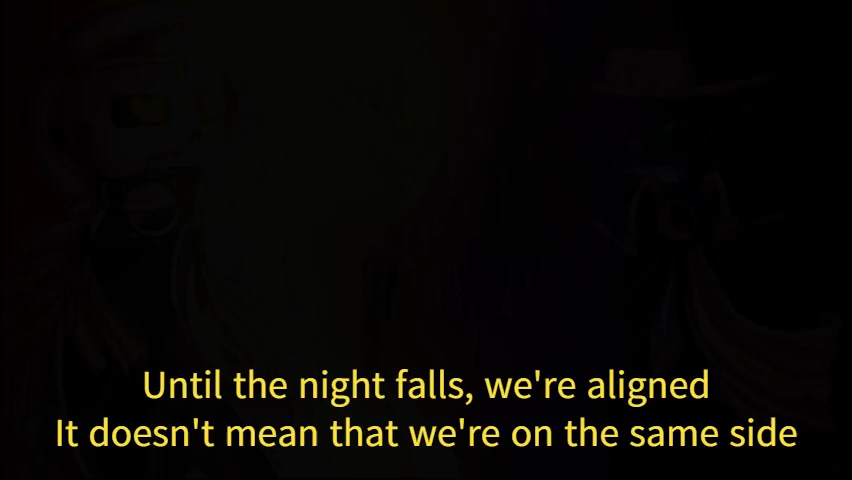 Until the night falls, we're aligned
It doesn't mean that we're on the same side